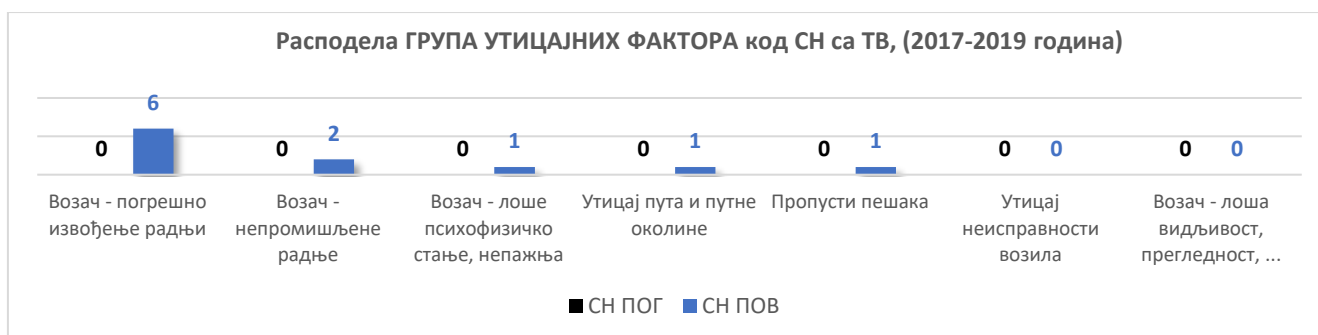 Расподела ГРУПА УТИЦАЈНИХ ФАКТОРА код СН са ТВ, (2017-2019 година)
0 6 0 2 0 1 0 1 0 1 0 0 0 0
Возач - погрешно извођење радњи
Возач - непромишљене радње
Возач - лоше психофизичко стање, непажња
Утицај пута и путне околине
Пропусти пешака
Утицај неисправности возила
Возач - лоша видљивост, прегледност, ...
СН ПОГ СН ПОВ